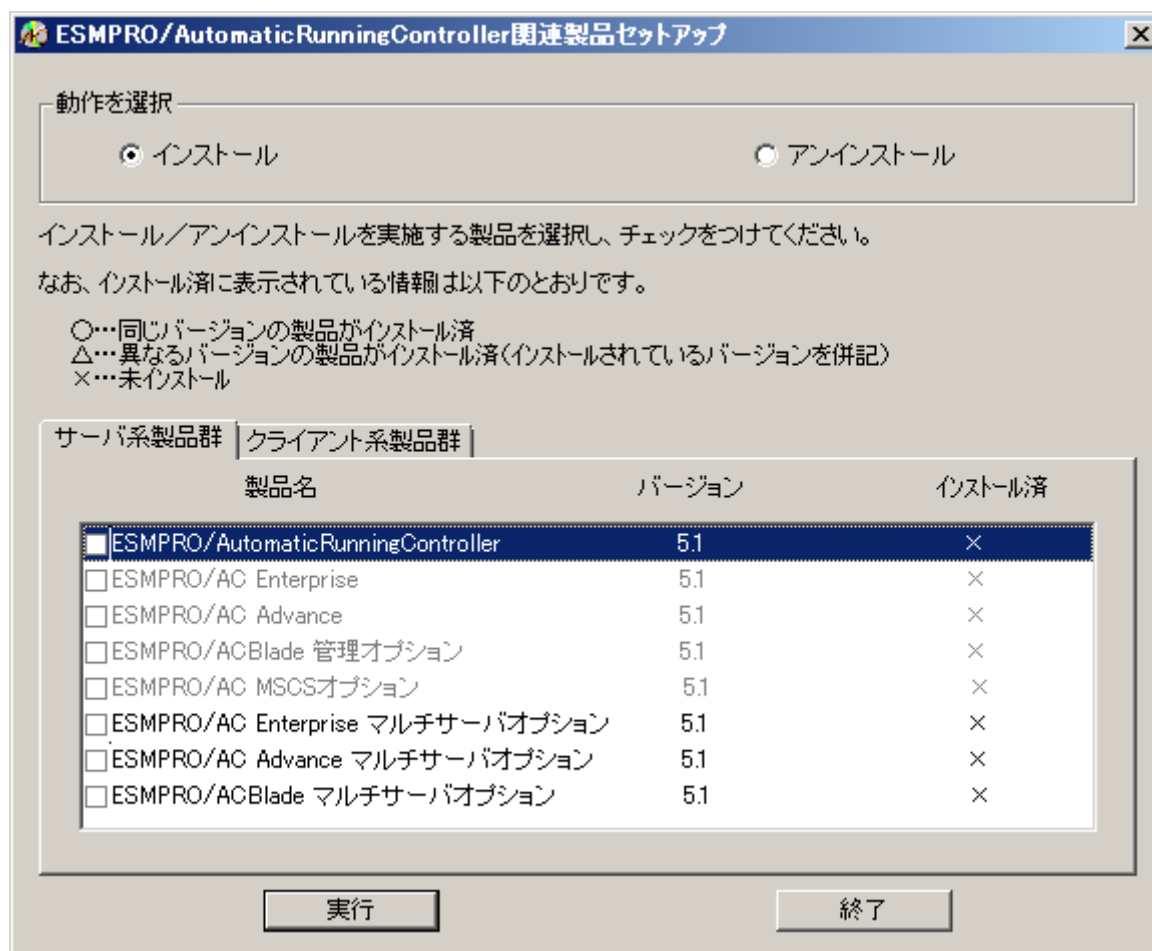 ESMPRO/AutomaticRunningController関連製品セットアップ
動作を選択
インストール アンインストール
インストール／アンインストールを実施する製品を選択し、チェックをつけてください。
なお、インストール済に表示されている情報は以下のとおりです。
○…同じバージョンの製品がインストール済
△…異なるバージョンの製品がインストール済(インストールされているバージョンを併記)
×…未インストール
サーバ系製品群 クライアント系製品群
製品名 バージョン インストール済
ESMPRO/AutomaticRunningController 5.1 ×
ESMPRO/AC Enterprise 5.1 ×
ESMPRO/AC Advance 5.1 ×
ESMPRO/ACBlade 管理オプション 5.1 ×
ESMPRO/AC MSCSオプション 5.1 ×
ESMPRO/AC Enterprise マルチサーバオプション 5.1 ×
ESMPRO/AC Advance マルチサーバオプション 5.1 ×
ESMPRO/ACBlade マルチサーバオプション 5.1 ×
実行 終了